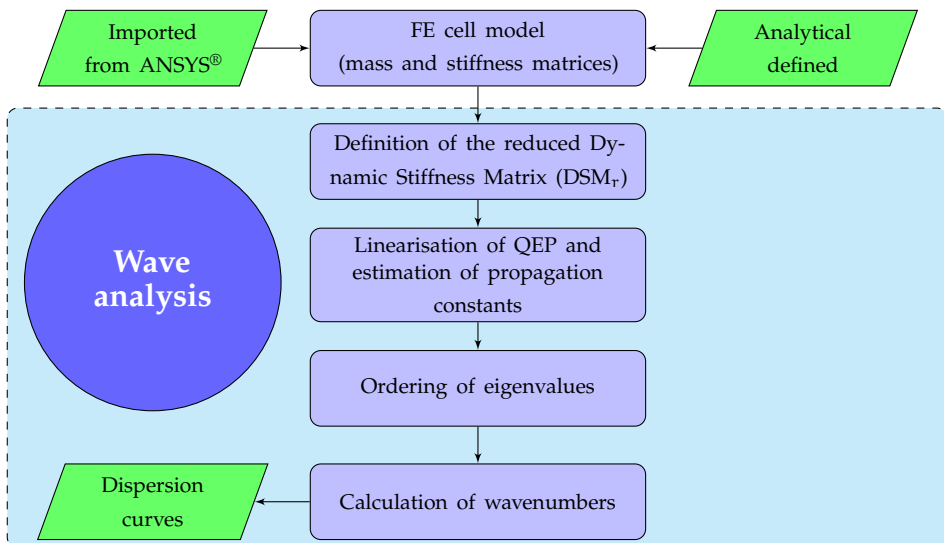 Imported
from ANSYS®
FE cell model
(mass and stiffness matrices)
Analytical
defined
Definition of the reduced Dy-
namic Stiffness Matrix (DSMr)
Wave
analysis
Linearisation of QEP and
estimation of propagation
constants
Ordering of eigenvalues
Dispersion
curves
Calculation of wavenumbers